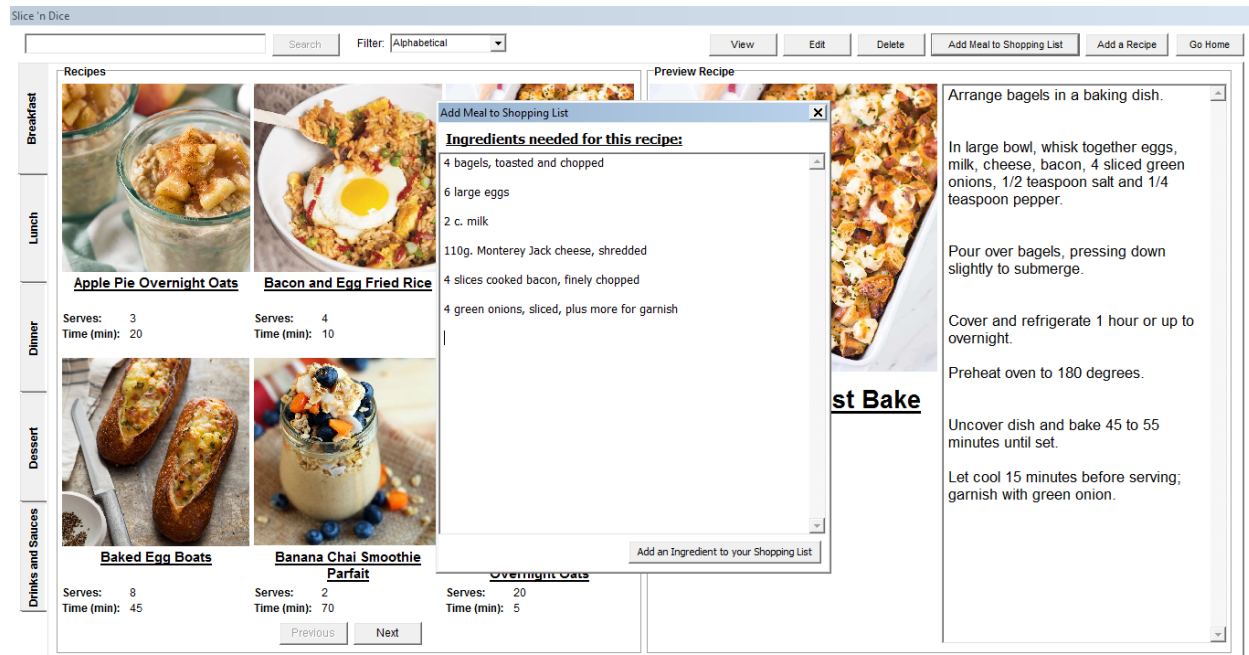 Slice 'n Dice
Search
Filter:
Alphabetical
View
Edit
Delete
Add Meal to Shopping List
Add a Recipe
Go Home
Breakfast
Lunch
Dinner
Dessert
Drinks and Sauces
Recipes
Apple Pie Overnight Oats
Serves: 3
Time (min): 20
Bacon and Egg Fried Rice
Serves: 4
Time (min): 10
Baked Egg Boats
Serves: 8
Time (min): 45
Banana Chai Smoothie
Parfait
Serves: 2
Time (min): 70
Overnight Oats
Serves: 20
Time (min): 5
Previous
Next
Add Meal to Shopping List
Ingredients needed for this recipe:
4 bagels, toasted and chopped
6 large eggs
2 c. milk
110g. Monterey Jack cheese, shredded
4 slices cooked bacon, finely chopped
4 green onions, sliced, plus more for garnish
Add an Ingredient to your Shopping List
Preview Recipe
st Bake
Arrange bagels in a baking dish.
In large bowl, whisk together eggs,
milk, cheese, bacon, 4 sliced green
onions, 1/2 teaspoon salt and 1/4
teaspoon pepper.
Pour over bagels, pressing down
slightly to submerge.
Cover and refrigerate 1 hour or up to
overnight.
Preheat oven to 180 degrees.
Uncover dish and bake 45 to 55
minutes until set.
Let cool 15 minutes before serving;
garnish with green onion.